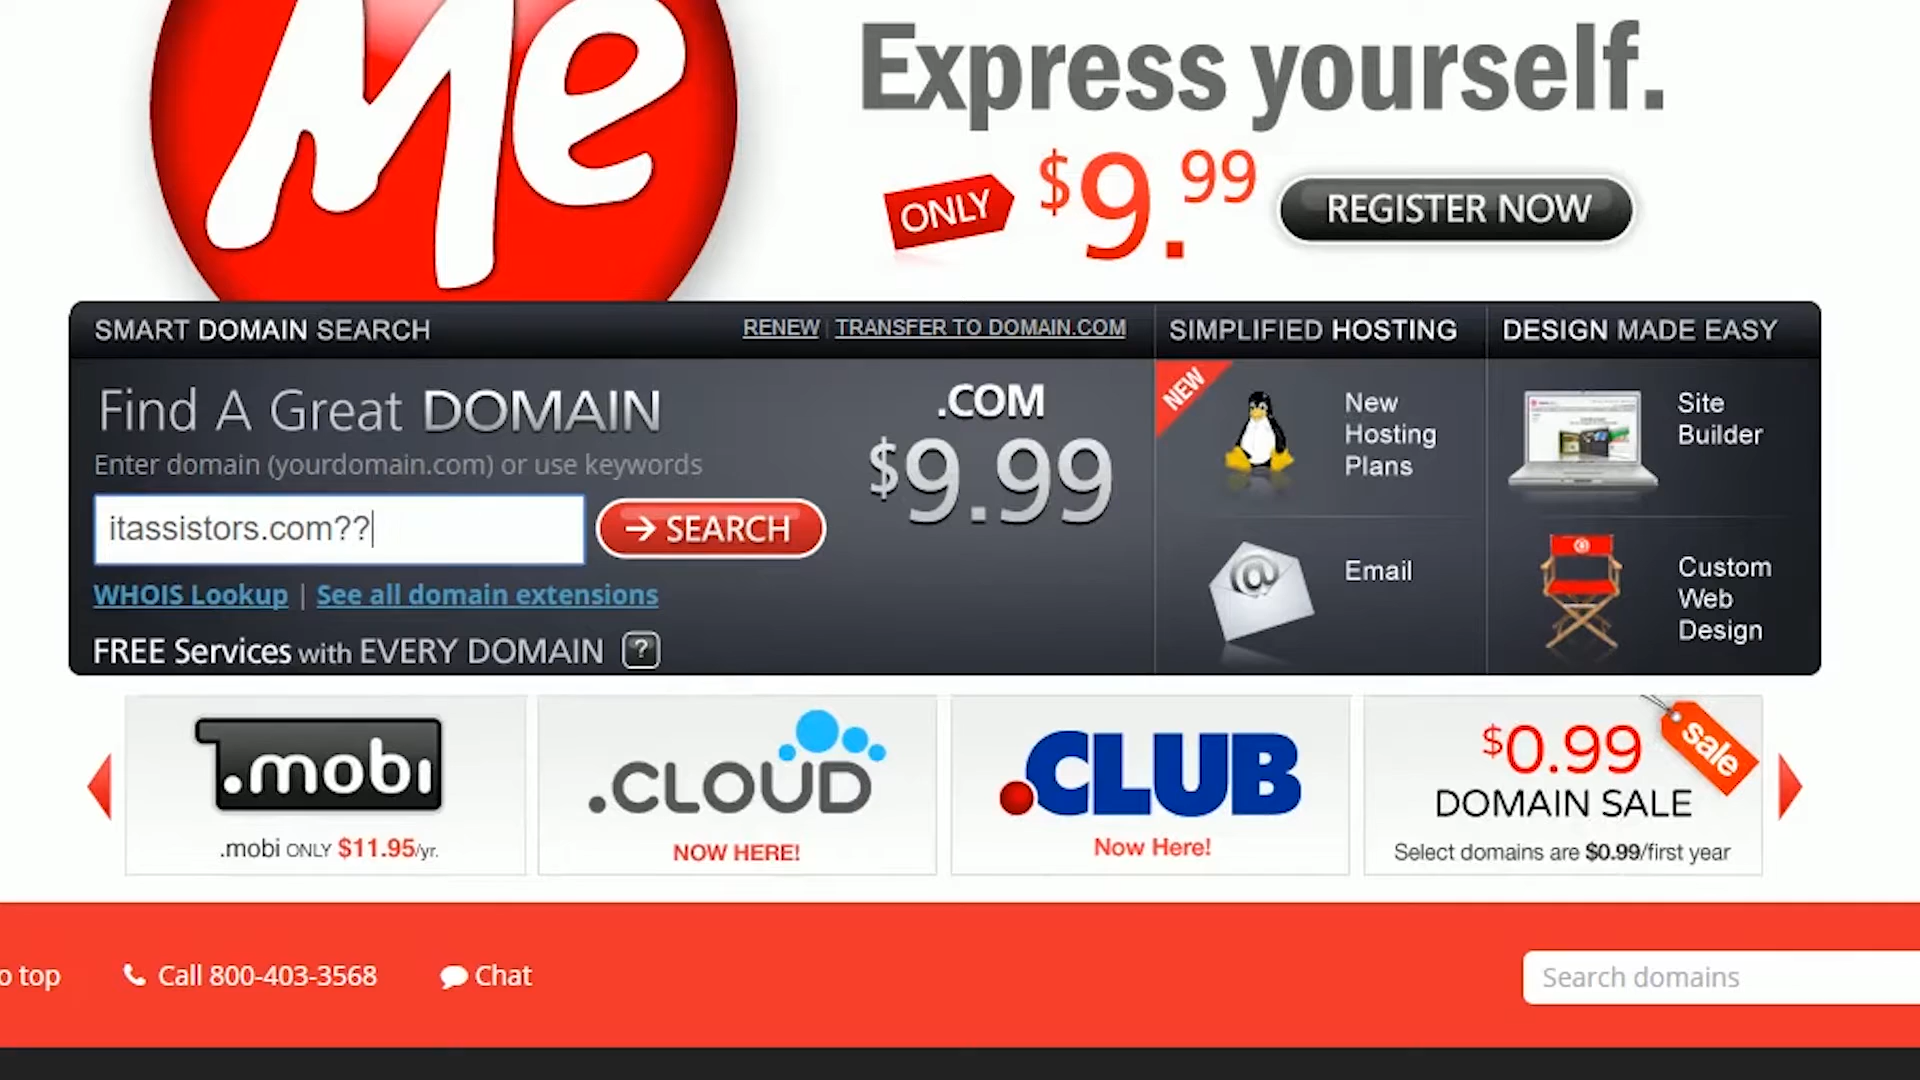 Me
Express yourself.
ONLY $9.99 REGISTER NOW
SMART DOMAIN SEARCH
RENEW | TRANSFER TO DOMAIN.COM
SIMPLIFIED HOSTING
DESIGN MADE EASY
Find A Great DOMAIN
Enter domain (yourdomain.com) or use keywords
itassistors.com??
→ SEARCH
WHOIS Lookup | See all domain extensions
FREE Services with EVERY DOMAIN ?
.COM
$9.99
NEW
New
Hosting
Plans
Email
Site
Builder
Custom
Web
Design
.mobi
.mobi ONLY $11.95/yr.
.CLOUD
NOW HERE!
.CLUB
Now Here!
$0.99
sale
DOMAIN SALE
Select domains are $0.99/first year
o top
Call 800-403-3568
Chat
Search domains